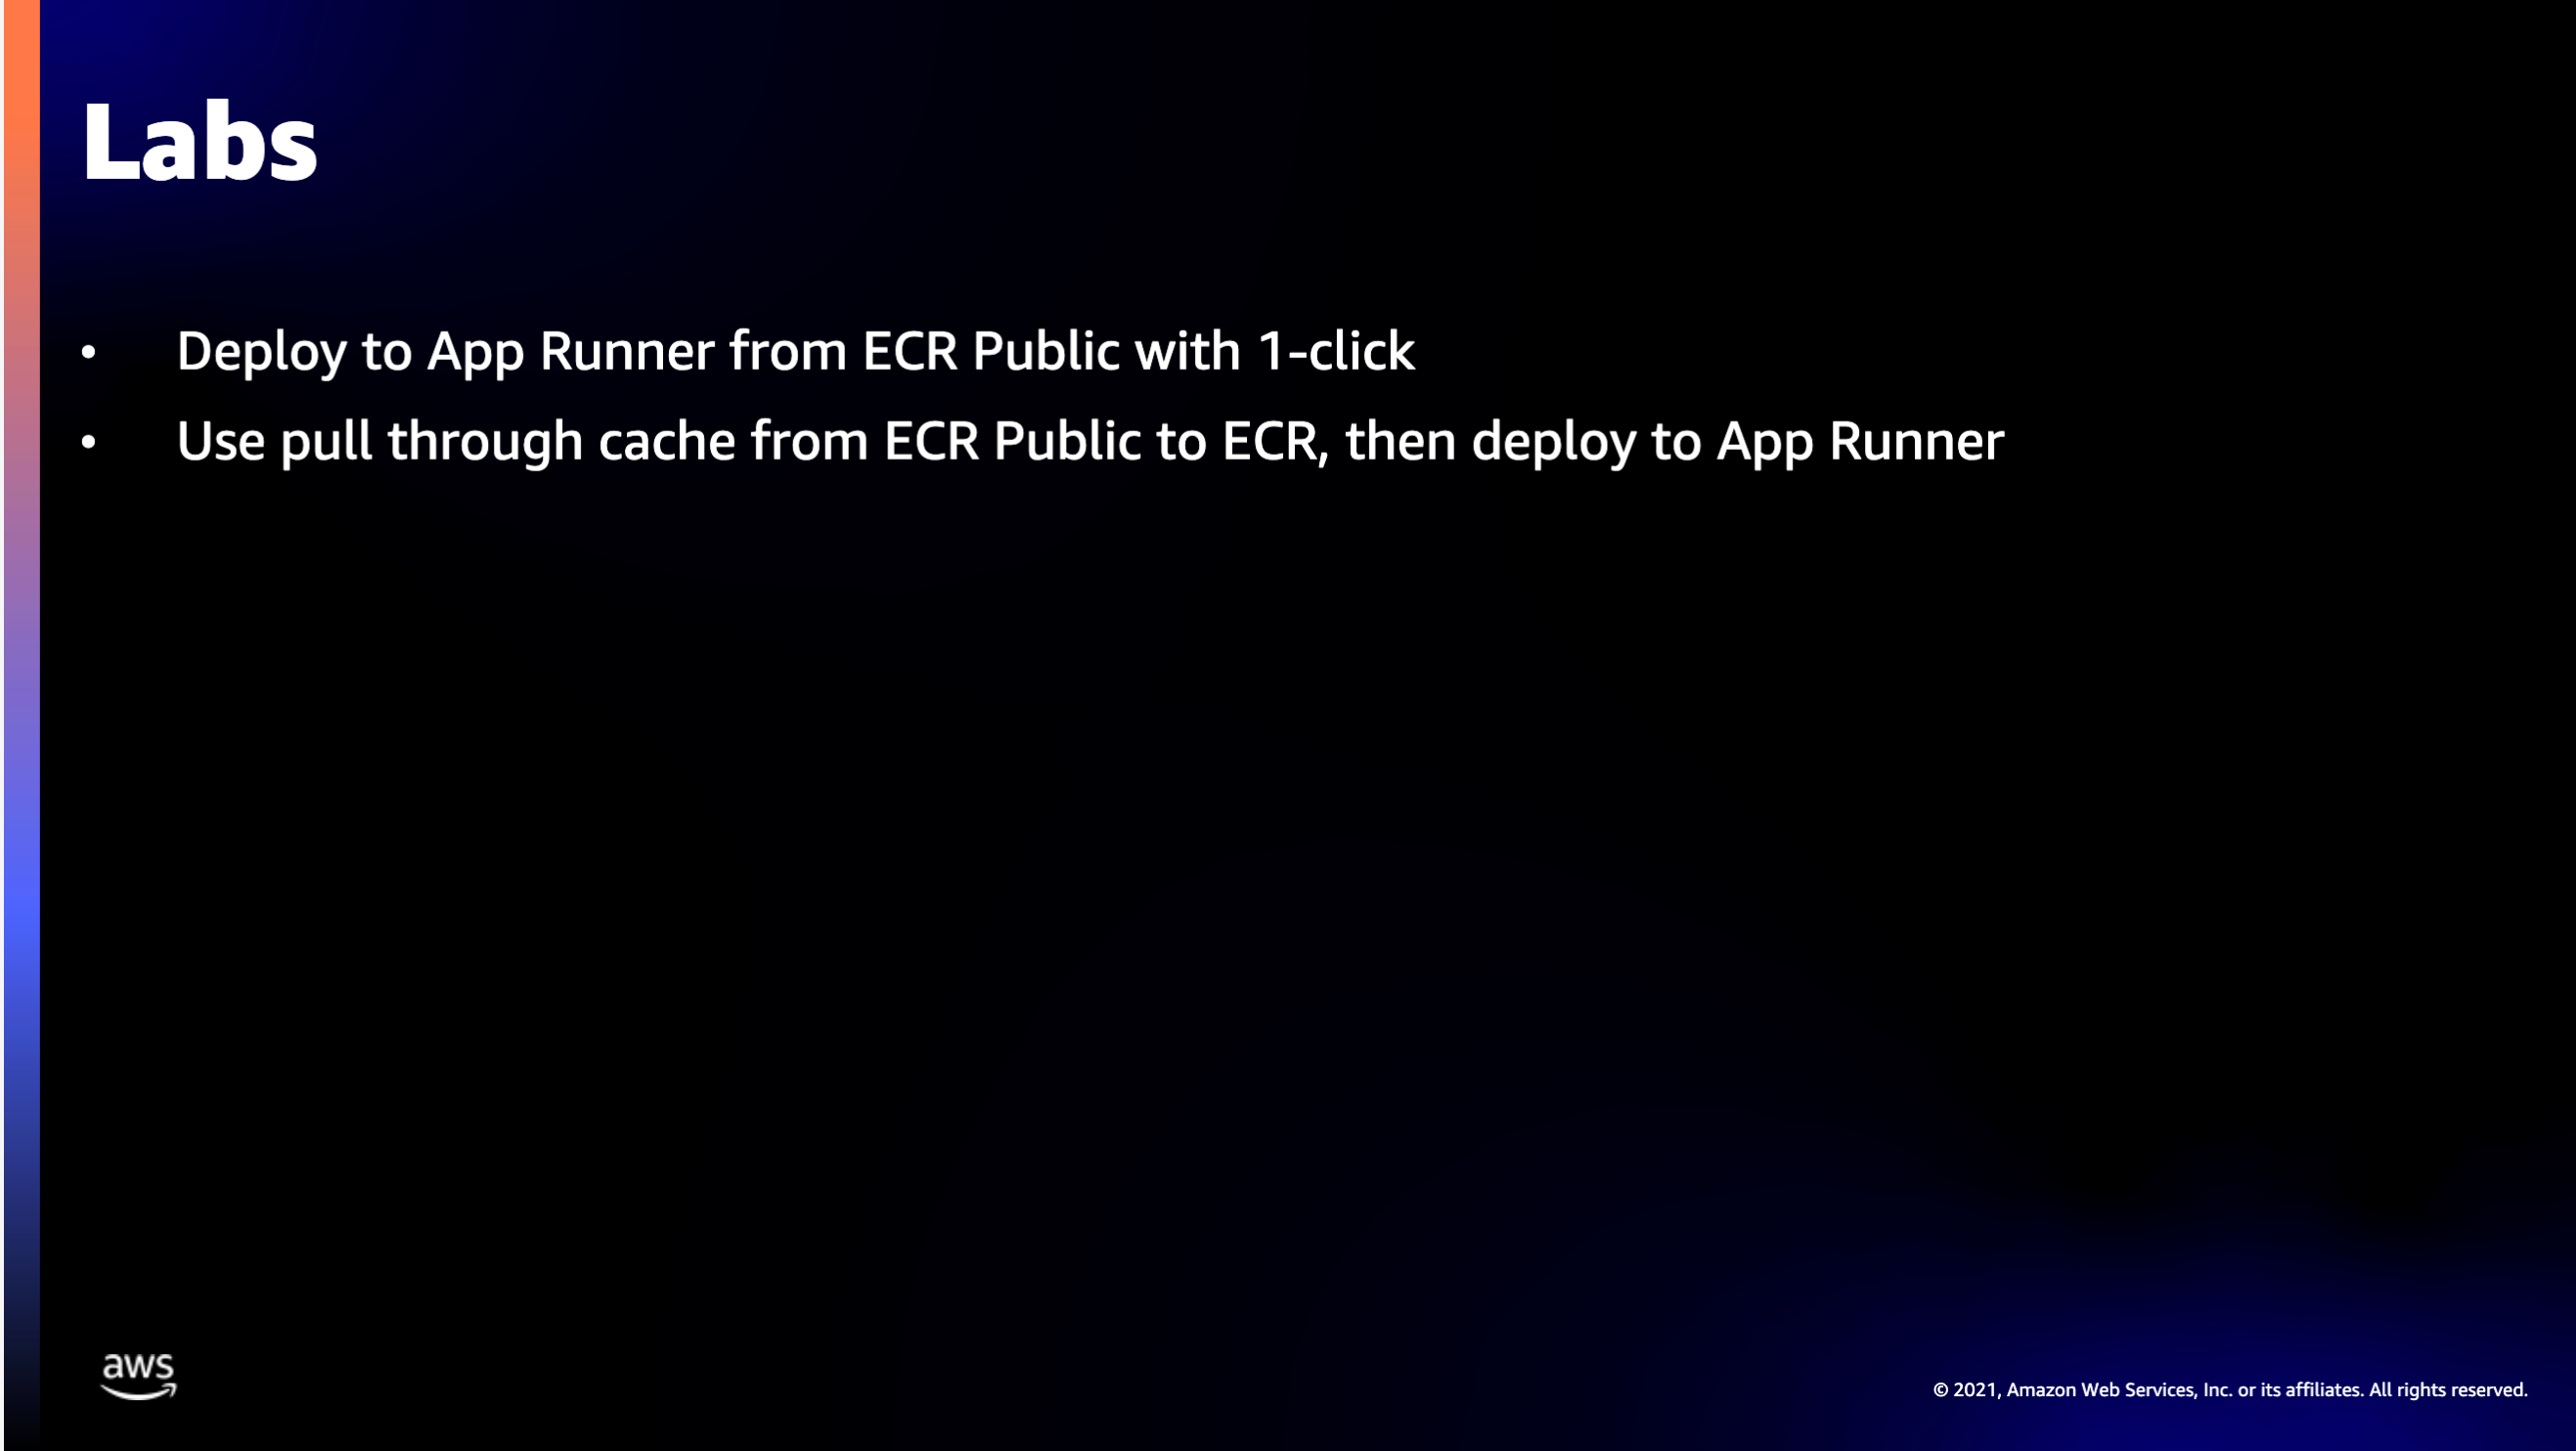 Labs
• Deploy to App Runner from ECR Public with 1-click
• Use pull through cache from ECR Public to ECR, then deploy to App Runner
aws
© 2021, Amazon Web Services, Inc. or its affiliates. All rights reserved.